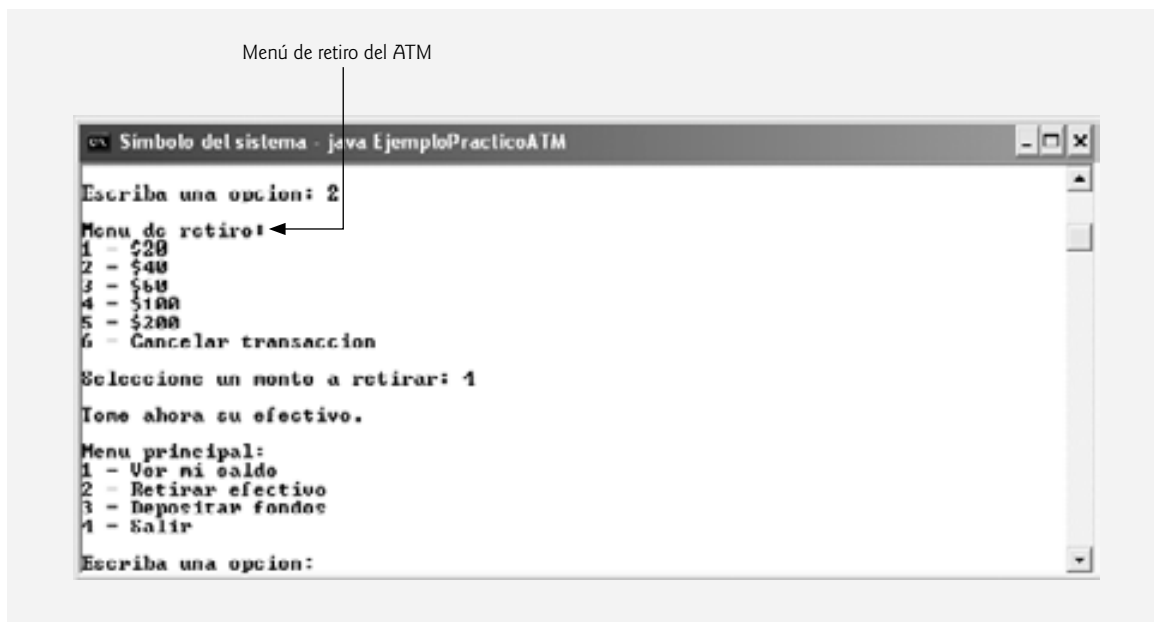 Menú de retiro del ATM
Símbolo del sistema - java EjemploPracticoATM
Escriba una opcion: 2
Menu de retiro:
1 - $20
2 - $40
3 - $60
4 - $100
5 - $200
6 - Cancelar transaccion
Seleccione un monto a retirar:
Tome ahora su efectivo.
Menu principal:
1 - Ver mi saldo
2 - Retirar efectivo
3 - Depositar fondos
4 - Salir
Escriba una opcion: